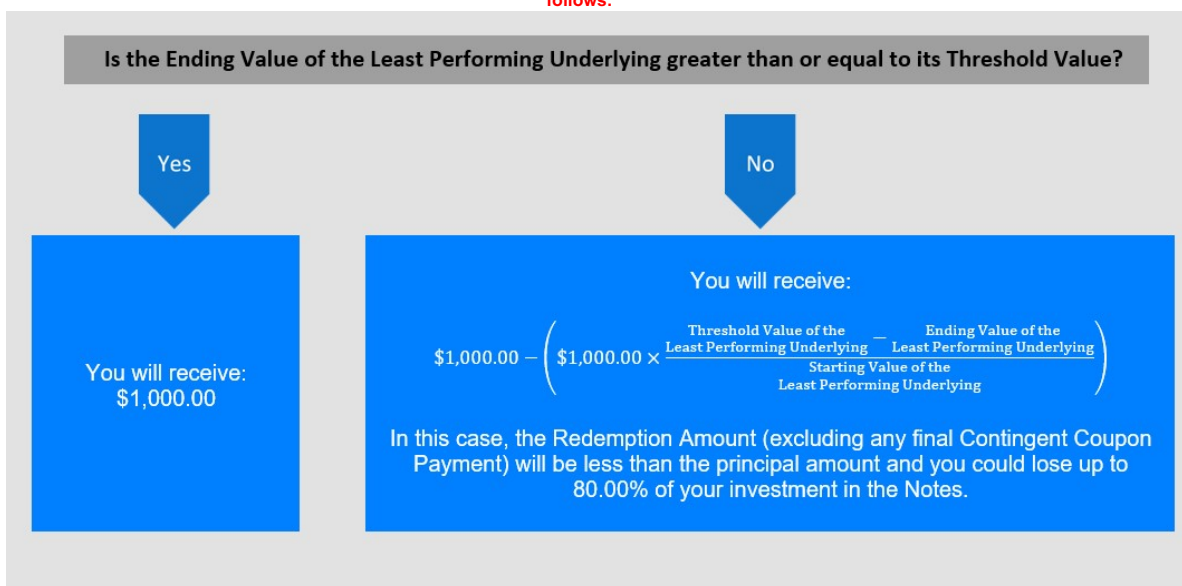 follows:
Is the Ending Value of the Least Performing Underlying greater than or equal to its Threshold Value?
Yes
No
You will receive:
$1,000.00
You will receive:
Threshold Value of the Ending Value of the
$1,000.00 − ( $1,000.00 × Least Performing Underlying − Least Performing Underlying )
Starting Value of the
Least Performing Underlying
In this case, the Redemption Amount (excluding any final Contingent Coupon
Payment) will be less than the principal amount and you could lose up to
80.00% of your investment in the Notes.